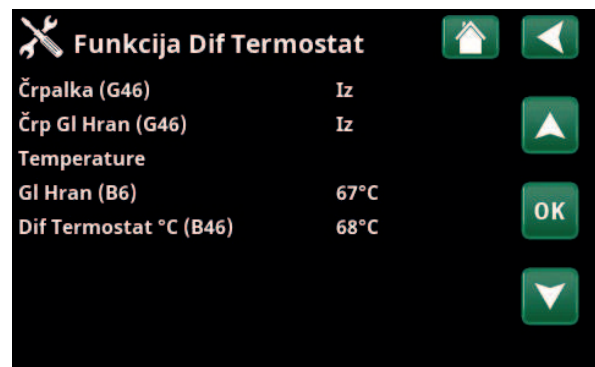 Funkcija Dif Termostat
Črpalka (G46) Iz
Črp Gl Hran (G46) Iz
Temperature
Gl Hran (B6) 67°C
OK
Dif Termostat °C (B46) 68°C